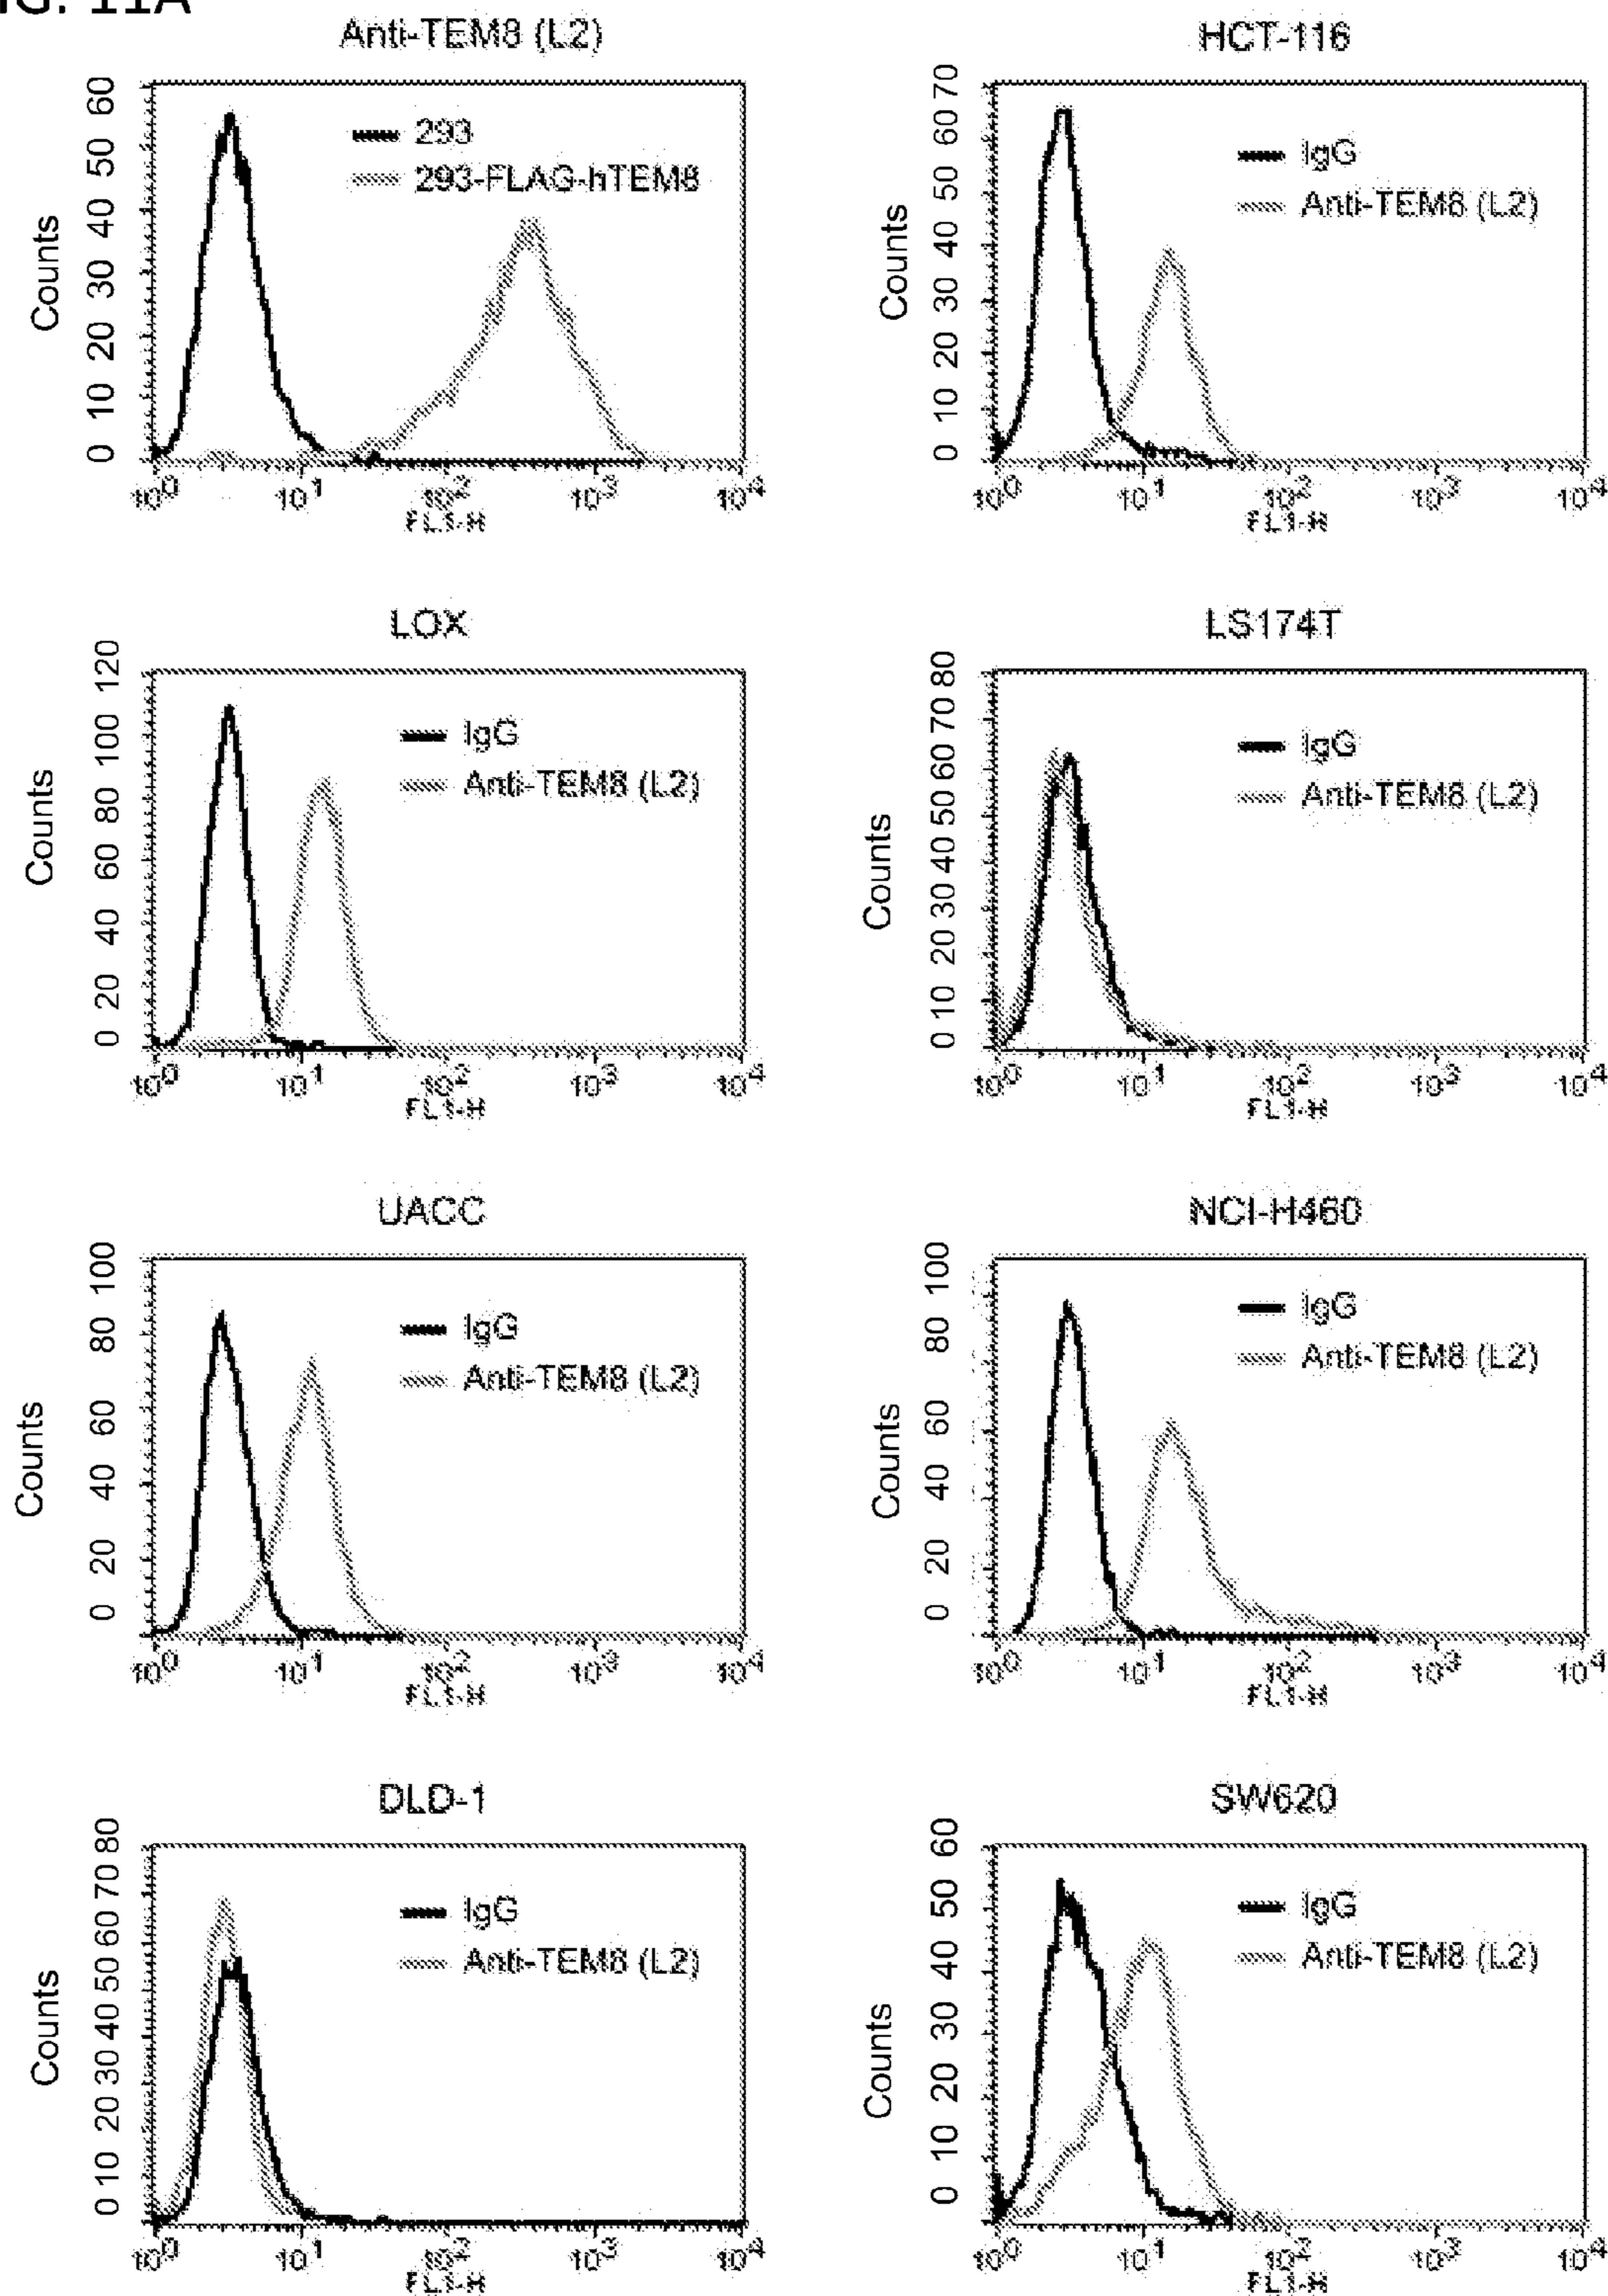 FIG. 11A
Anti-TEM8 (L2)
60
50
40
30
20
10
0
Counts
293
293-FLAG-hTEM8
10^0 10^1 10^2 10^3 10^4
FL1-H
HCT-116
70
60
50
40
30
20
10
0
Counts
IgG
Anti-TEM8 (L2)
10^0 10^1 10^2 10^3 10^4
FL1-H
LOX
120
100
80
60
40
20
0
Counts
IgG
Anti-TEM8 (L2)
10^0 10^1 10^2 10^3 10^4
FL1-H
LS174T
80
70
60
50
40
30
20
10
0
Counts
IgG
Anti-TEM8 (L2)
10^0 10^1 10^2 10^3 10^4
FL1-H
UACC
100
80
60
40
20
0
Counts
IgG
Anti-TEM8 (L2)
10^0 10^1 10^2 10^3 10^4
FL1-H
NCI-H460
100
80
60
40
20
0
Counts
IgG
Anti-TEM8 (L2)
10^0 10^1 10^2 10^3 10^4
FL1-H
DLD-1
80
70
60
50
40
30
20
10
0
Counts
IgG
Anti-TEM8 (L2)
10^0 10^1 10^2 10^3 10^4
FL1-H
SW620
60
50
40
30
20
10
0
Counts
IgG
Anti-TEM8 (L2)
10^0 10^1 10^2 10^3 10^4
FL1-H